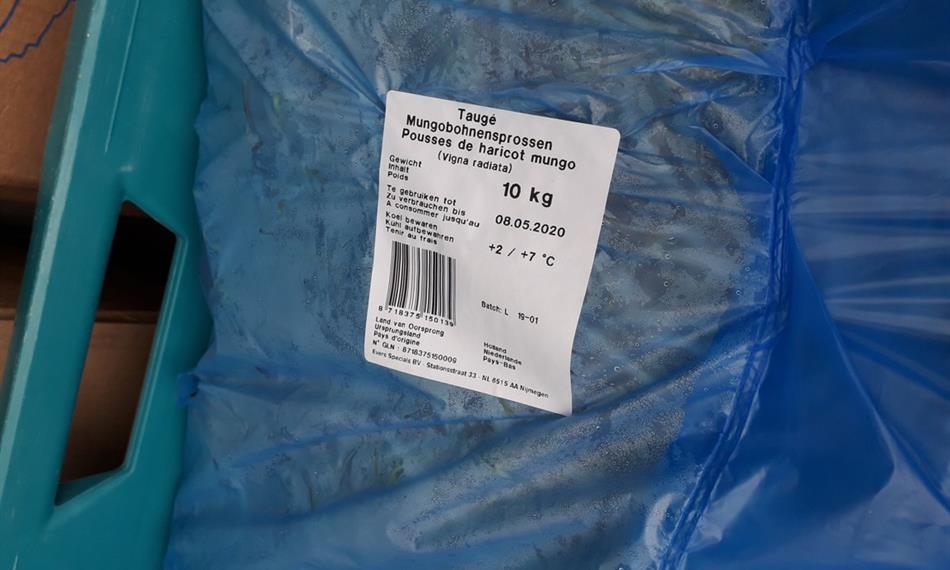 Taugé
Mungobohnensprossen
Pousses de haricot mungo
(Vigna radiata)
Gewicht
Inhalt
Poids
10 kg
Te gebruiken tot
Zu verbrauchen bis
A consommer jusqu'au
08.05.2020
Koel bewaren
Kühl aufbewahren
Tenir au frais
+2 / +7 °C
8 718375 150139
Batch: L 19-01
Land van Oorsprong
Ursprungsland
Pays d'origine
Holland
Niederlande
Pays-Bas
N° GLN : 8718375150009
Evers Specials BV - Stationsstraat 33 - NL 6515 AA Nijmegen